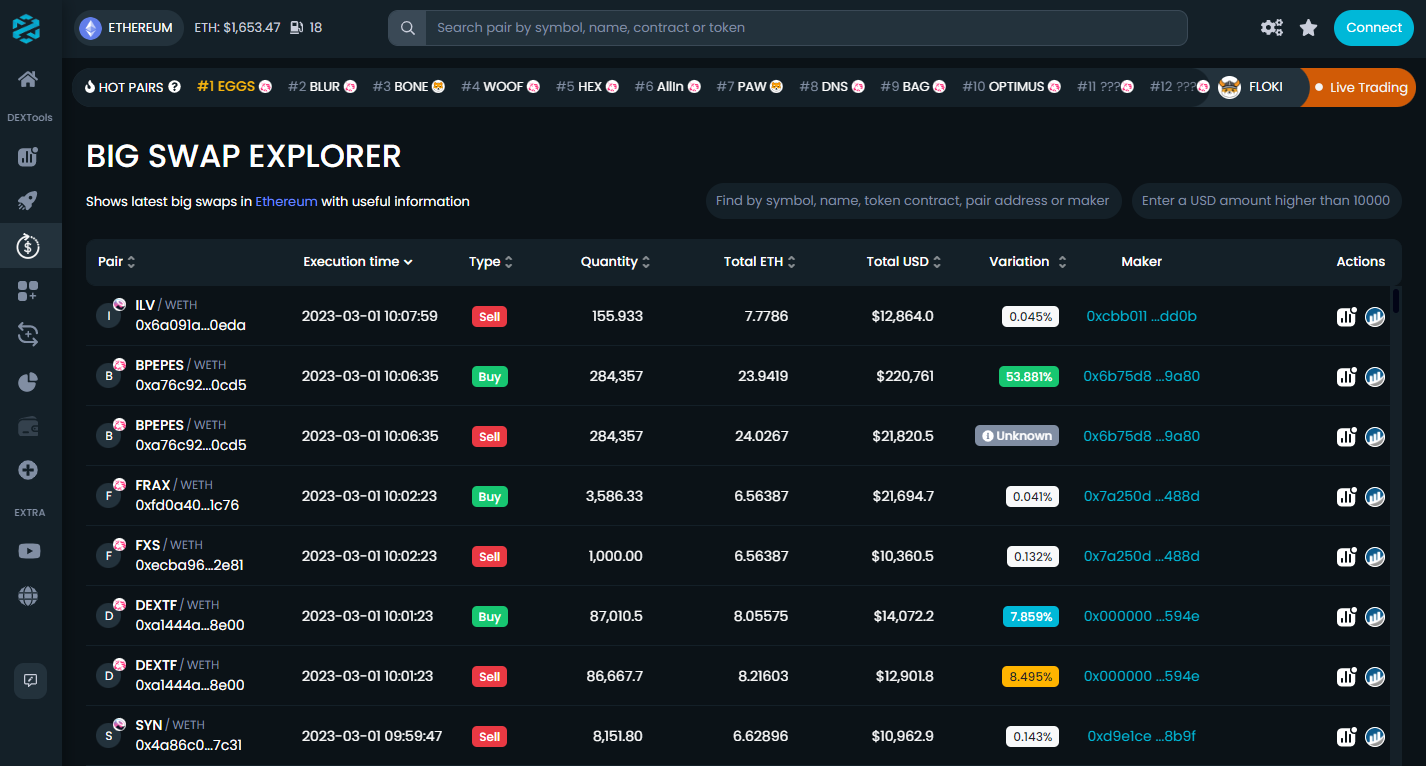 ETHEREUM ETH: $1,653.47 18 Search pair by symbol, name, contract or token Connect
HOT PAIRS ? #1 EGGS #2 BLUR #3 BONE #4 WOOF #5 HEX #6 AllIn #7 PAW #8 DNS #9 BAG #10 OPTIMUS #11 ??? #12 ??? FLOKI Live Trading
DEXTools
BIG SWAP EXPLORER
Shows latest big swaps in Ethereum with useful information Find by symbol, name, token contract, pair address or maker Enter a USD amount higher than 10000
Pair Execution time Type Quantity Total ETH Total USD Variation Maker Actions
I ILV / WETH
0x6a091a...0eda 2023-03-01 10:07:59 Sell 155.933 7.7786 $12,864.0 0.045% 0xcbb011 ...dd0b
B BPEPES / WETH
0xa76c92...0cd5 2023-03-01 10:06:35 Buy 284,357 23.9419 $220,761 53.881% 0x6b75d8 ...9a80
B BPEPES / WETH
0xa76c92...0cd5 2023-03-01 10:06:35 Sell 284,357 24.0267 $21,820.5 Unknown 0x6b75d8 ...9a80
F FRAX / WETH
0xfd0a40...1c76 2023-03-01 10:02:23 Buy 3,586.33 6.56387 $21,694.7 0.041% 0x7a250d ...488d
EXTRA
F FXS / WETH
0xecba96...2e81 2023-03-01 10:02:23 Sell 1,000.00 6.56387 $10,360.5 0.132% 0x7a250d ...488d
D DEXTF / WETH
0xa1444a...8e00 2023-03-01 10:01:23 Buy 87,010.5 8.05575 $14,072.2 7.859% 0x000000 ...594e
D DEXTF / WETH
0xa1444a...8e00 2023-03-01 10:01:23 Sell 86,667.7 8.21603 $12,901.8 8.495% 0x000000 ...594e
S SYN / WETH
0x4a86c0...7c31 2023-03-01 09:59:47 Sell 8,151.80 6.62896 $10,962.9 0.143% 0xd9e1ce ...8b9f